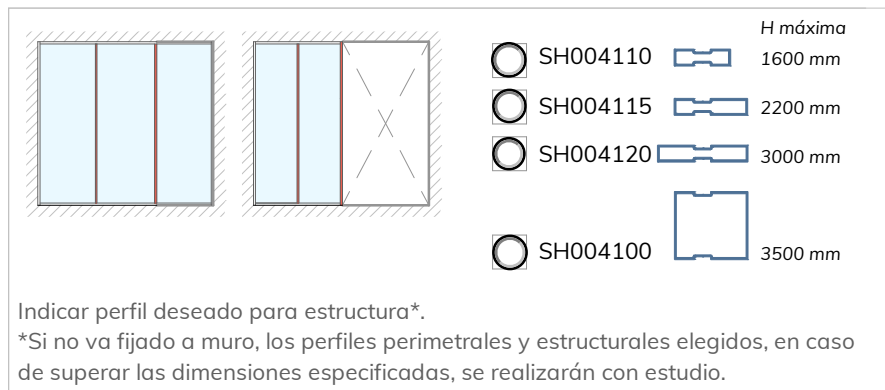 H máxima
SH004110 1600 mm
SH004115 2200 mm
SH004120 3000 mm
SH004100 3500 mm
Indicar perfil deseado para estructura*.
*Si no va fijado a muro, los perfiles perimetrales y estructurales elegidos, en caso
de superar las dimensiones especificadas, se realizarán con estudio.